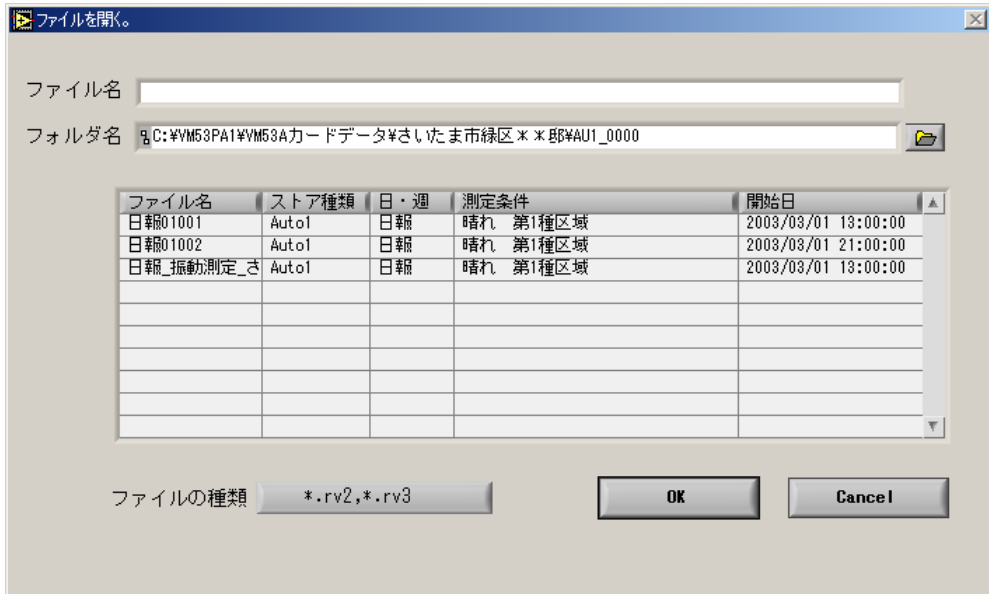 ファイルを開く。
ファイル名
フォルダ名 C:¥VM53PA1¥VM53Aカードデータ¥さいたま市緑区＊＊邸¥AU1_0000
ファイル名 ストア種類 日・週 測定条件 開始日
日報01001 Auto1 日報 晴れ 第1種区域 2003/03/01 13:00:00
日報01002 Auto1 日報 晴れ 第1種区域 2003/03/01 21:00:00
日報_振動測定_さ Auto1 日報 晴れ 第1種区域 2003/03/01 13:00:00
ファイルの種類 *.rv2,*.rv3 OK Cancel